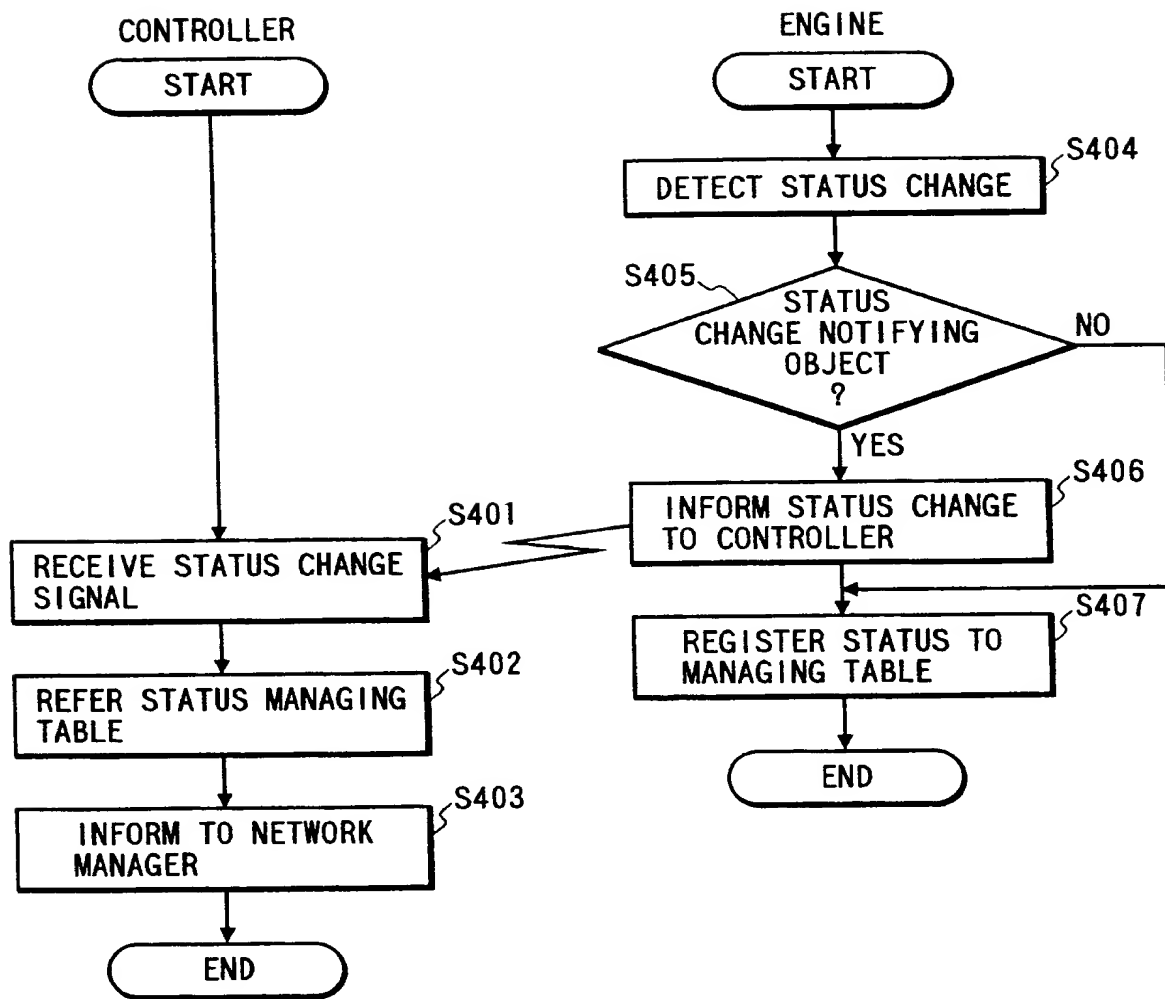 CONTROLLER
START
S401
RECEIVE STATUS CHANGE
SIGNAL
S402
REFER STATUS MANAGING
TABLE
S403
INFORM TO NETWORK
MANAGER
END
ENGINE
START
S404
DETECT STATUS CHANGE
S405
STATUS
CHANGE NOTIFYING
OBJECT
?
NO
YES
S406
INFORM STATUS CHANGE
TO CONTROLLER
S407
REGISTER STATUS TO
MANAGING TABLE
END